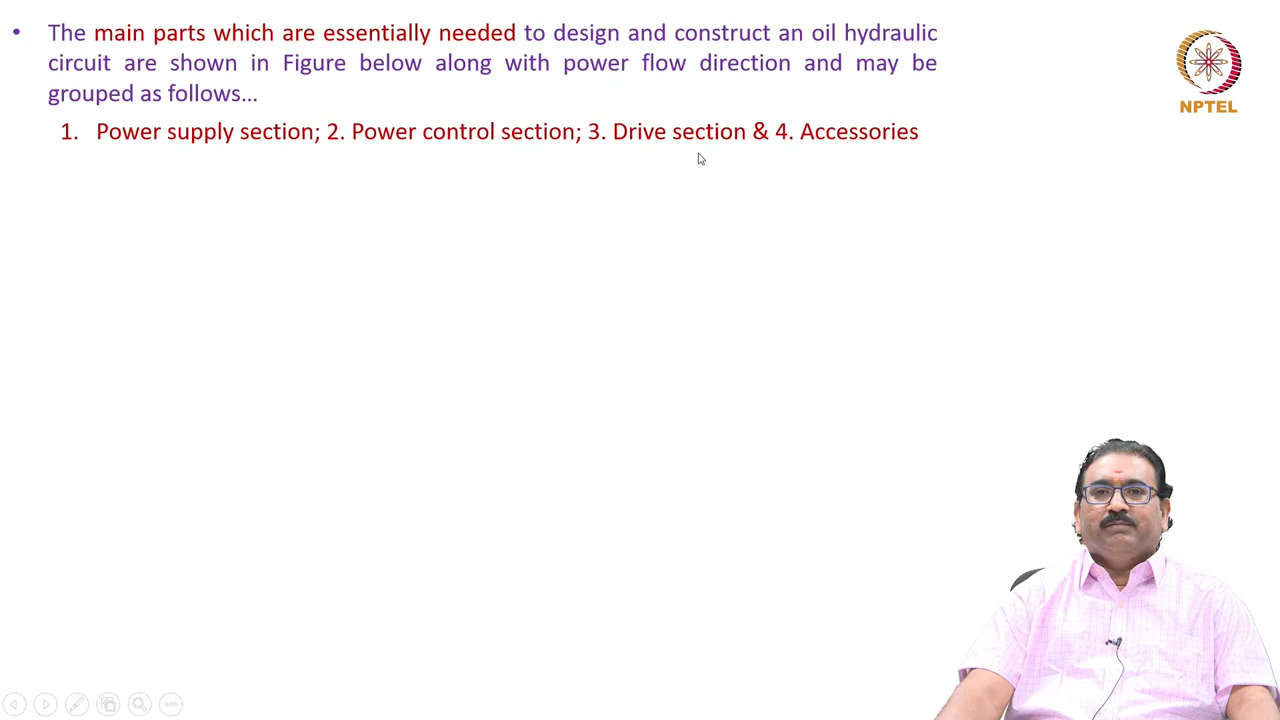 • The main parts which are essentially needed to design and construct an oil hydraulic
circuit are shown in Figure below along with power flow direction and may be
grouped as follows…
1. Power supply section; 2. Power control section; 3. Drive section & 4. Accessories
NPTEL